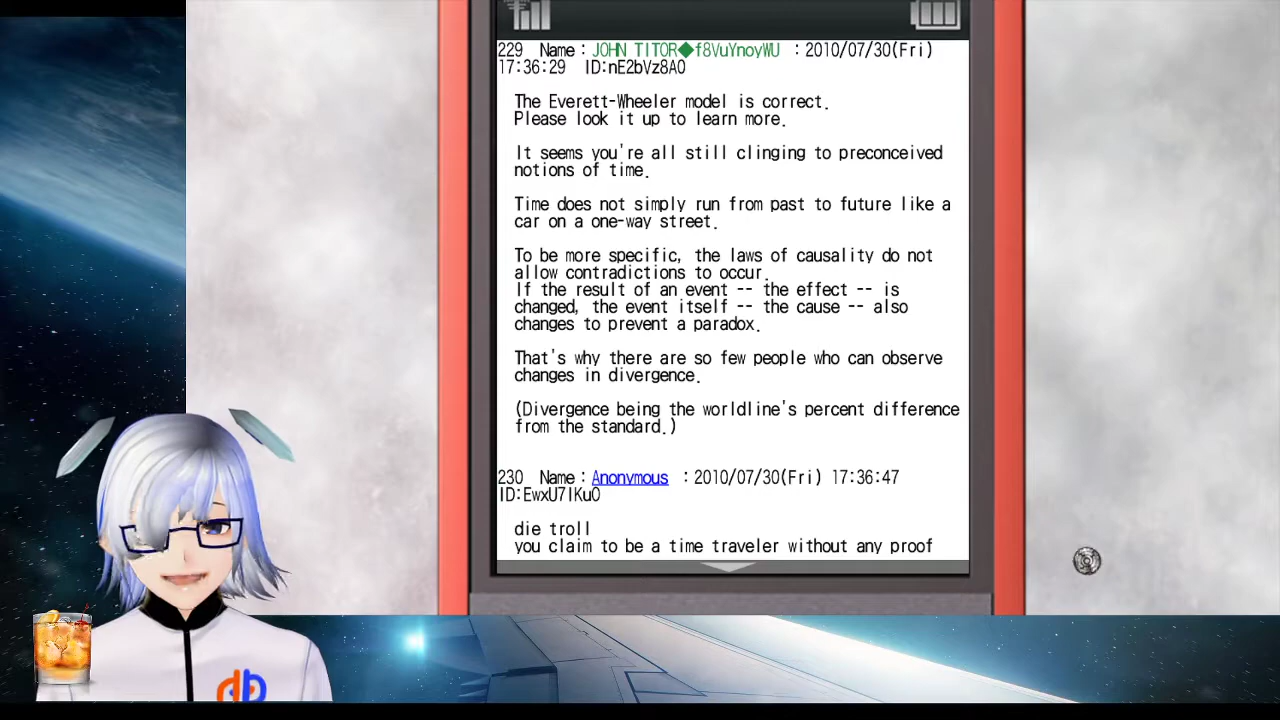 229 Name：JOHN TITOR◆f8VuYnoyWU ：2010/07/30(Fri)
17:36:29 ID:nE2bVz8A0
The Everett-Wheeler model is correct.
Please look it up to learn more.
It seems you're all still clinging to preconceived
notions of time.
Time does not simply run from past to future like a
car on a one-way street.
To be more specific, the laws of causality do not
allow contradictions to occur.
If the result of an event -- the effect -- is
changed, the event itself -- the cause -- also
changes to prevent a paradox.
That's why there are so few people who can observe
changes in divergence.
(Divergence being the worldline's percent difference
from the standard.)
230 Name：Anonymous ：2010/07/30(Fri) 17:36:47
ID:EwxU7IKu0
die troll
you claim to be a time traveler without any proof
db